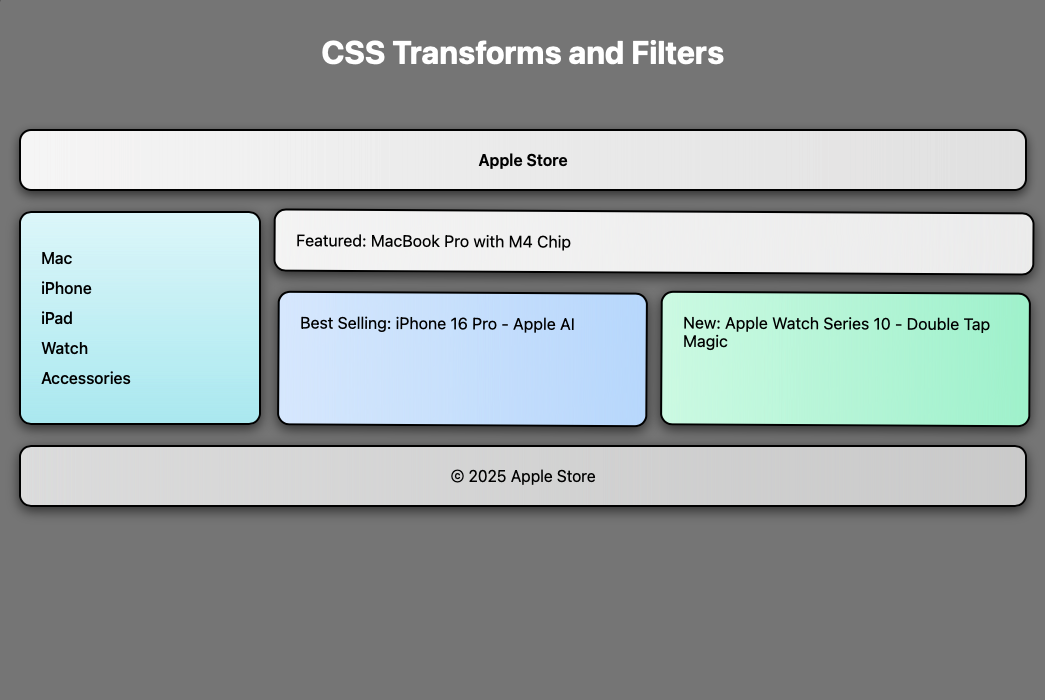 CSS Transforms and Filters
Apple Store
Mac
iPhone
iPad
Watch
Accessories
Featured: MacBook Pro with M4 Chip
Best Selling: iPhone 16 Pro - Apple AI
New: Apple Watch Series 10 - Double Tap
Magic
© 2025 Apple Store